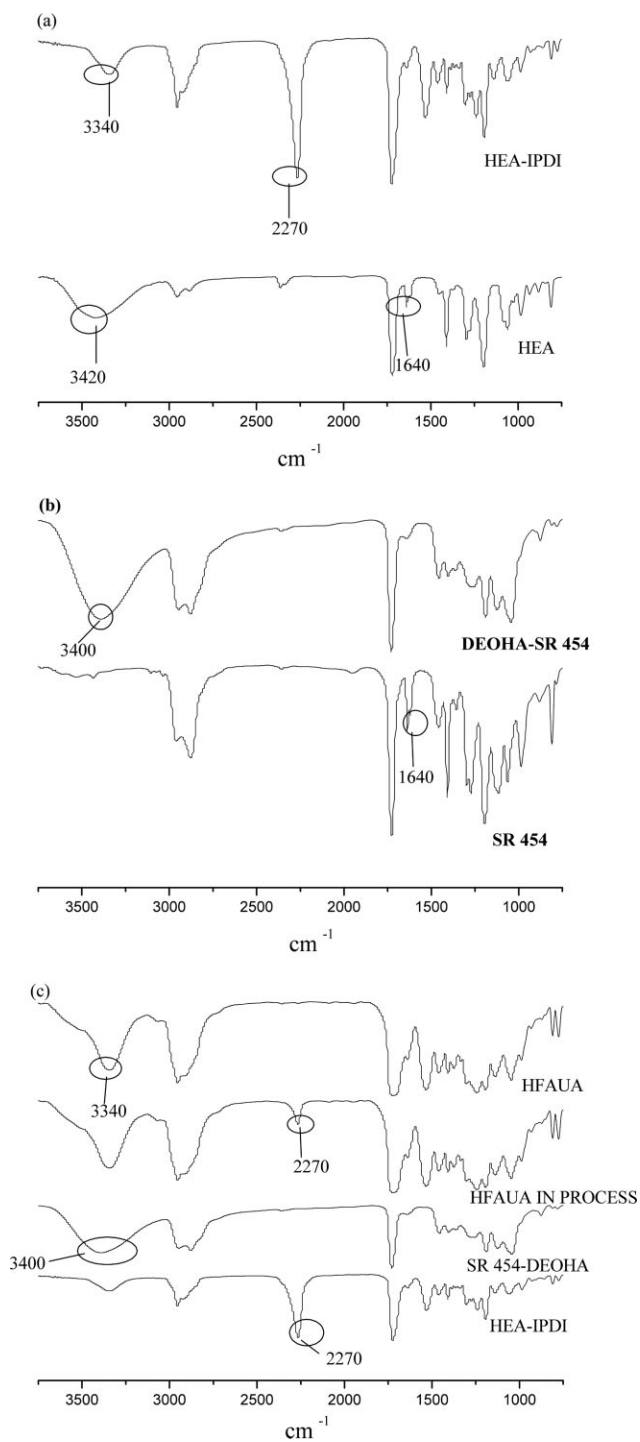 (a)
3340
HEA-IPDI
2270
3420
1640
HEA
3500 3000 2500 2000 1500 1000
cm -1
(b)
3400
DEOHA-SR 454
1640
SR 454
3500 3000 2500 2000 1500 1000
cm -1
(c)
HFAUA
3340
2270
HFAUA IN PROCESS
3400
SR 454-DEOHA
HEA-IPDI
2270
3500 3000 2500 2000 1500 1000
cm -1